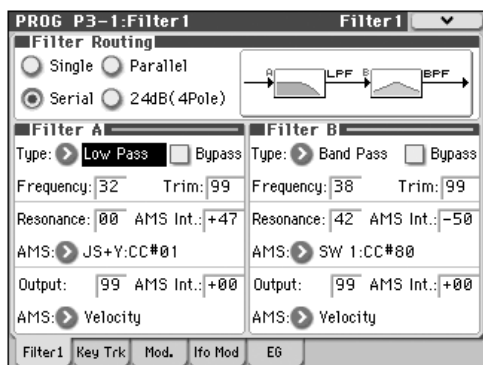 PROG P3-1:Filter1 Filter1
Filter Routing
Single Parallel
Serial 24dB(4Pole)
A LPF B BPF
Filter A
Type: Low Pass Bypass
Frequency: 32 Trim: 99
Resonance: 00 AMS Int.: +47
AMS: JS+Y:CC#01
Output: 99 AMS Int.: +00
AMS: Velocity
Filter B
Type: Band Pass Bypass
Frequency: 38 Trim: 99
Resonance: 42 AMS Int.: -50
AMS: SW 1:CC#80
Output: 99 AMS Int.: +00
AMS: Velocity
Filter1 Key Trk Mod. lfo Mod EG